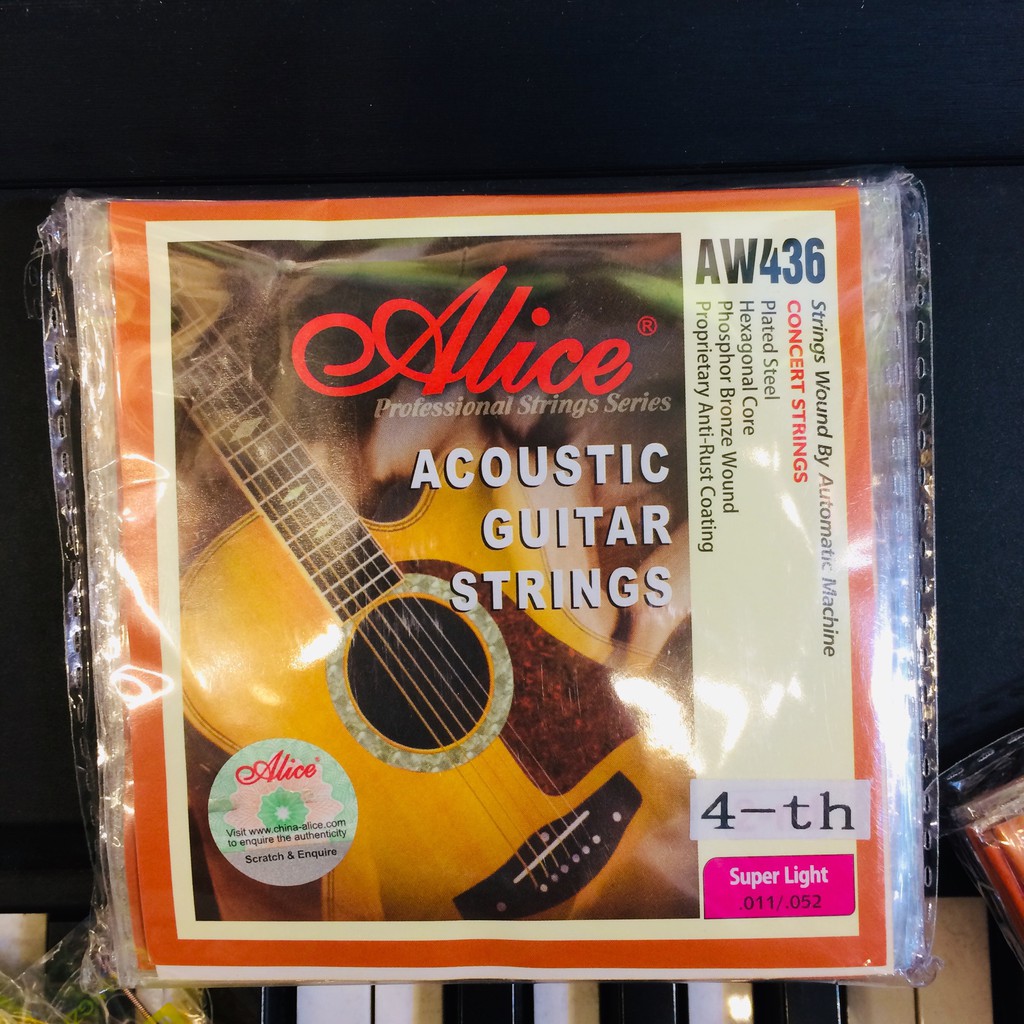 Alice®
Professional Strings Series
ACOUSTIC
GUITAR
STRINGS
AW436
Strings Wound By Automatic Machine
CONCERT STRINGS
Plated Steel
Hexagonal Core
Phosphor Bronze Wound
Proprietary Anti-Rust Coating
Alice®
Visit www.china-alice.com
to enquire the authenticity
Scratch & Enquire
4-th
Super Light
.011/.052